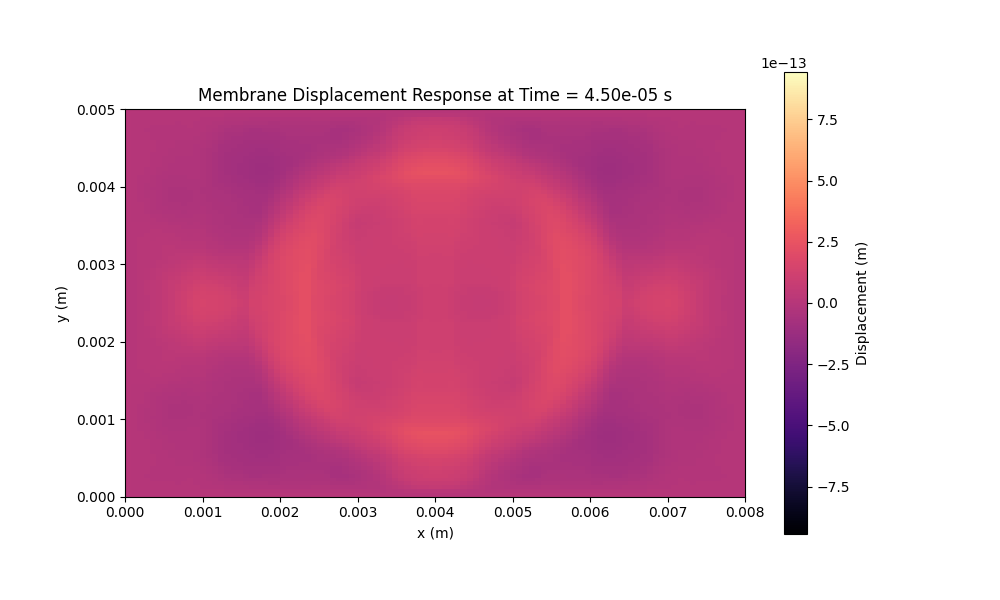 1e−13
Membrane Displacement Response at Time = 4.50e-05 s
0.005
0.004
0.003
0.002
0.001
0.000
y (m)
0.000 0.001 0.002 0.003 0.004 0.005 0.006 0.007 0.008
x (m)
7.5
5.0
2.5
0.0
−2.5
−5.0
−7.5
Displacement (m)